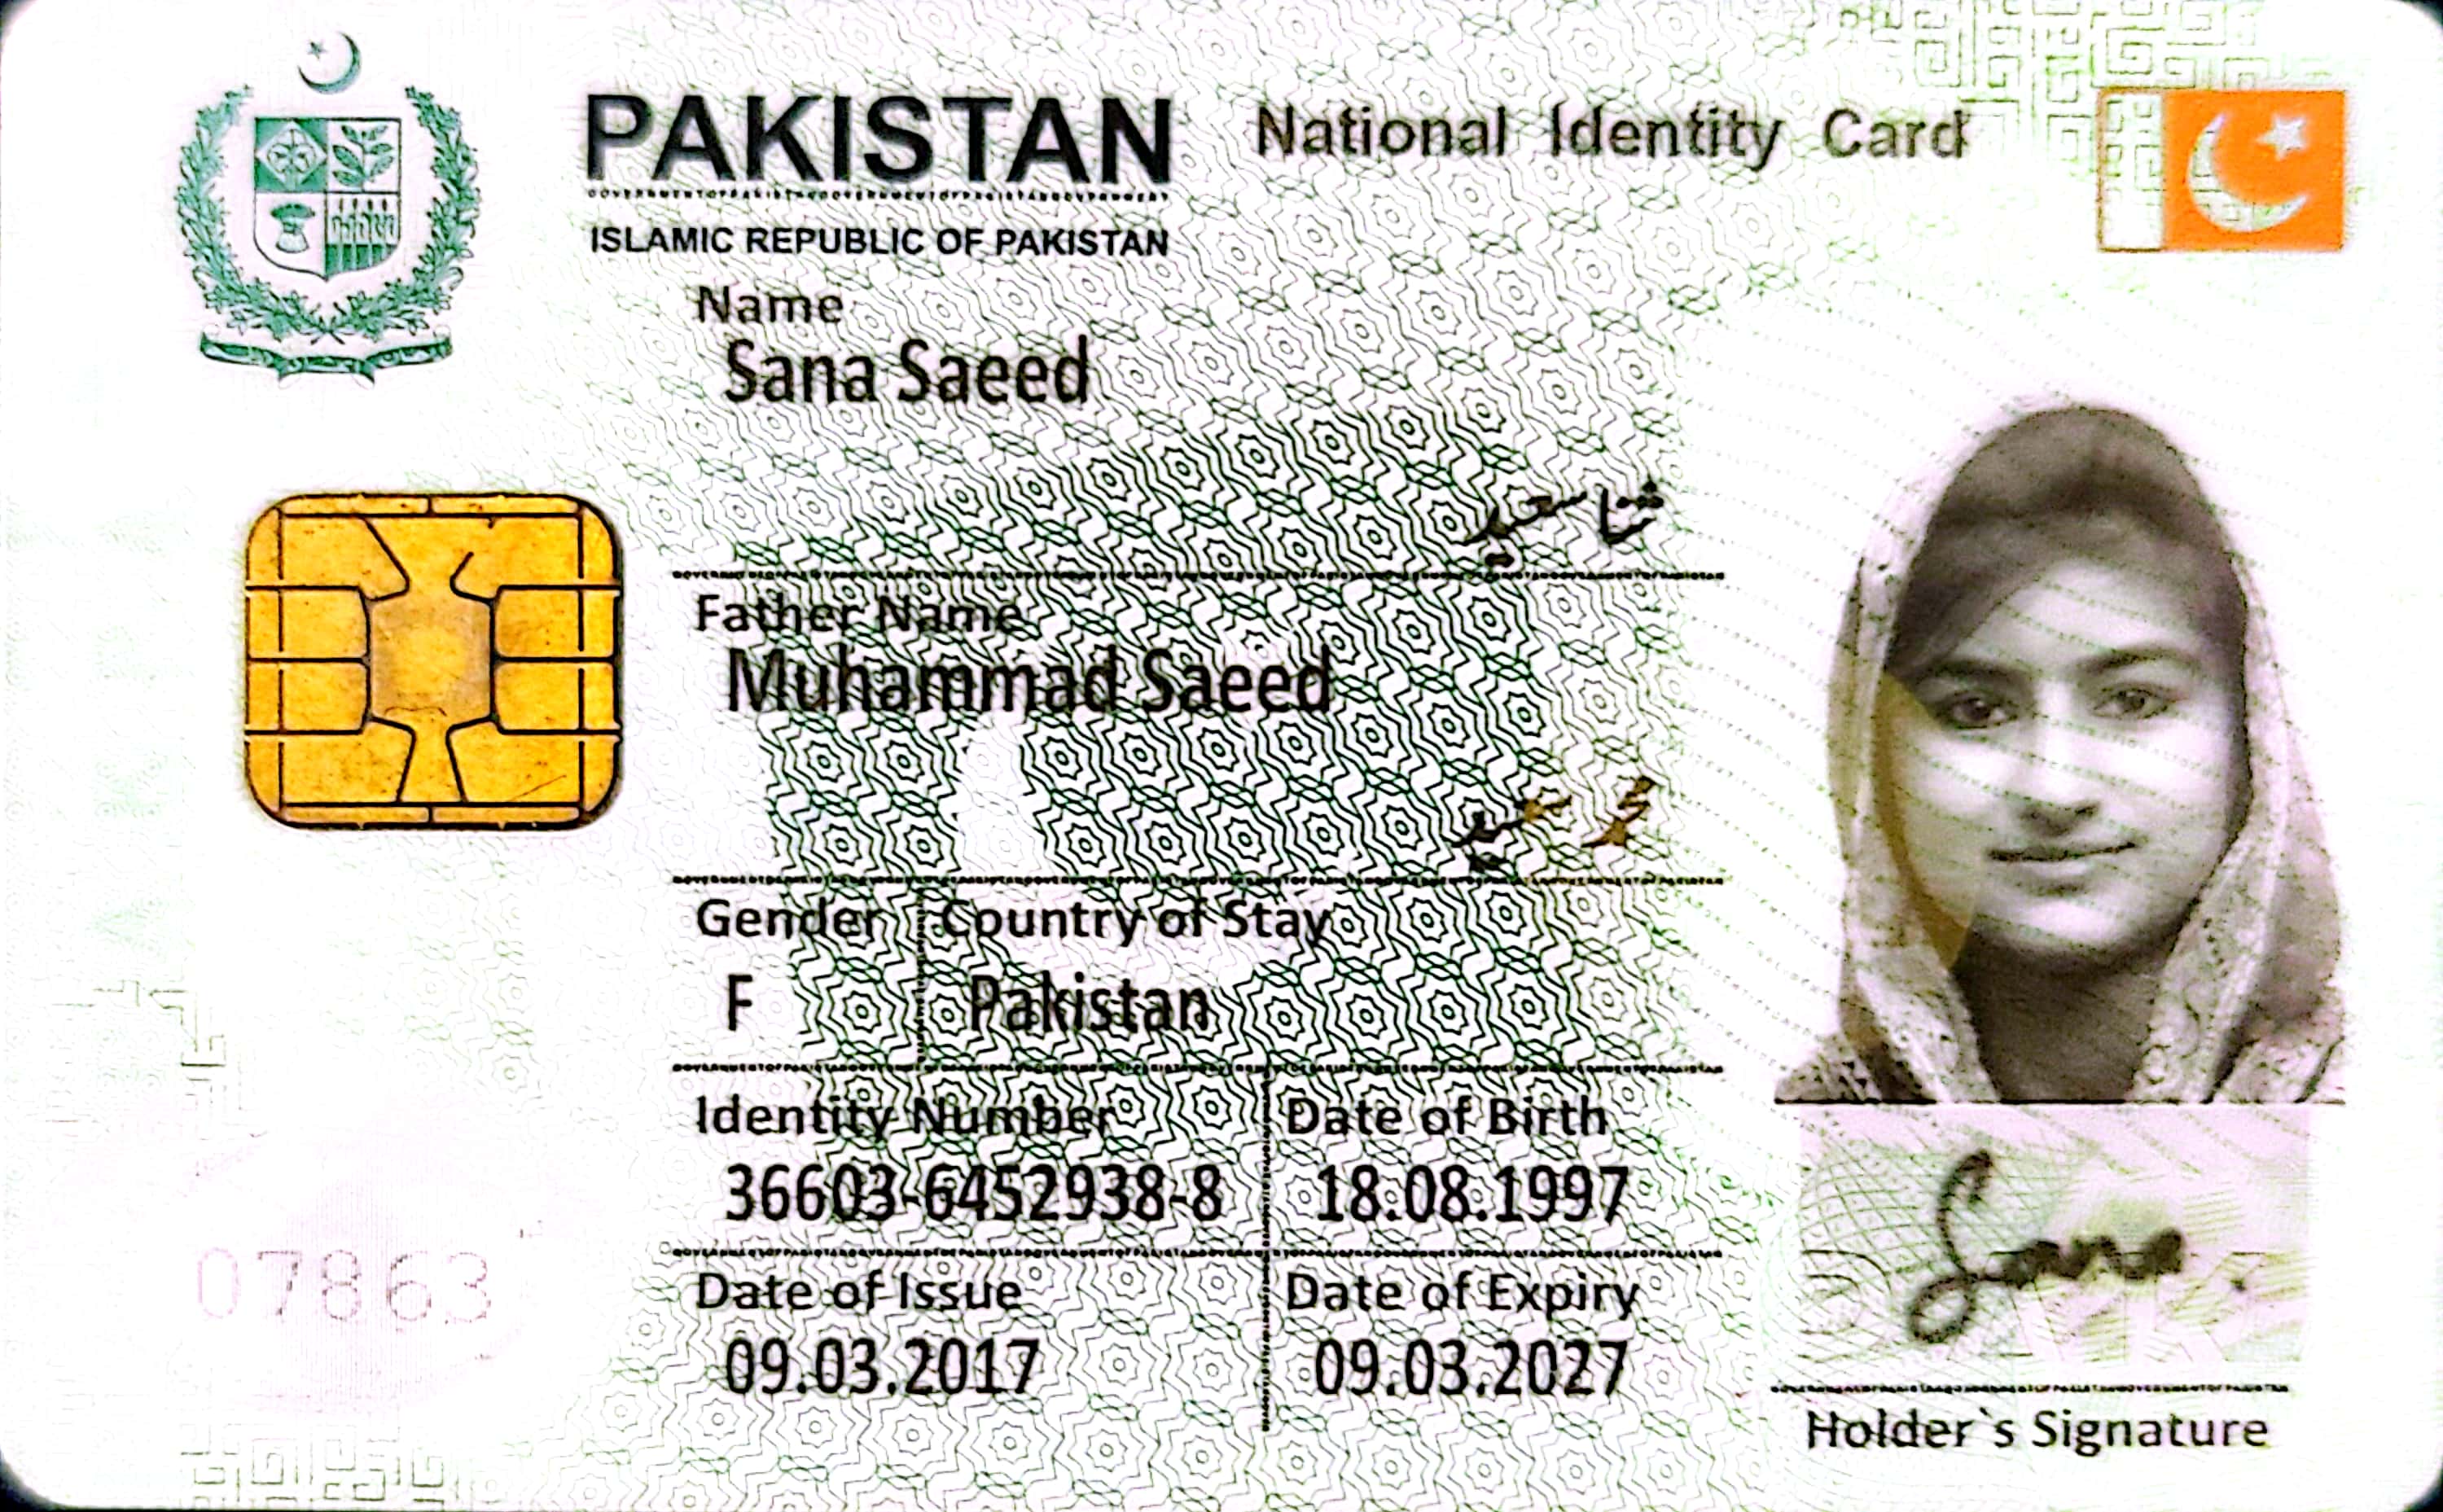 PAKISTAN National Identity Card
ISLAMIC REPUBLIC OF PAKISTAN
Name
Sana Saeed
ثنا سعید
Father Name
Muhammad Saeed
محمد سعید
Gender Country of Stay
F Pakistan
Identity Number Date of Birth
36603-6452938-8 18.08.1997
07863
Date of Issue Date of Expiry
09.03.2017 09.03.2027
Sana
Holder`s Signature